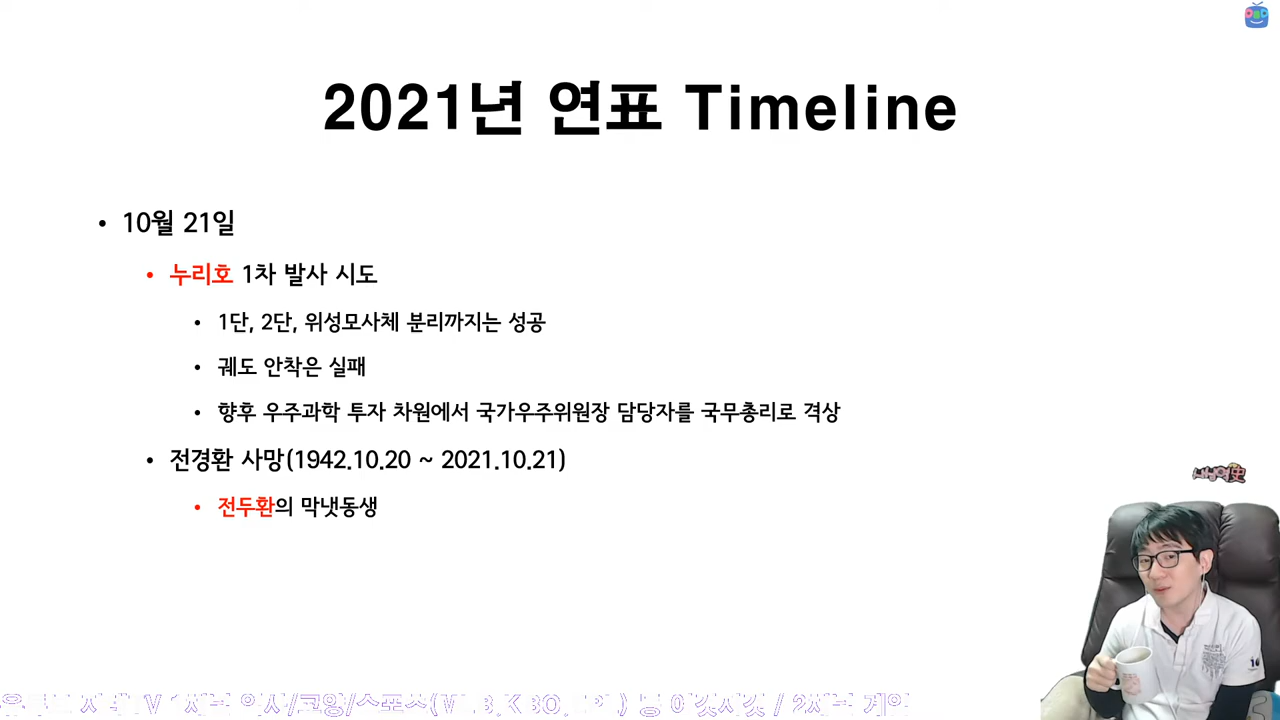 2021년 연표 Timeline
• 10월 21일
• 누리호 1차 발사 시도
• 1단, 2단, 위성모사체 분리까지는 성공
• 궤도 안착은 실패
• 향후 우주과학 투자 차원에서 국가우주위원장 담당자를 국무총리로 격상
• 전경환 사망(1942.10.20 ~ 2021.10.21)
• 전두환의 막냇동생